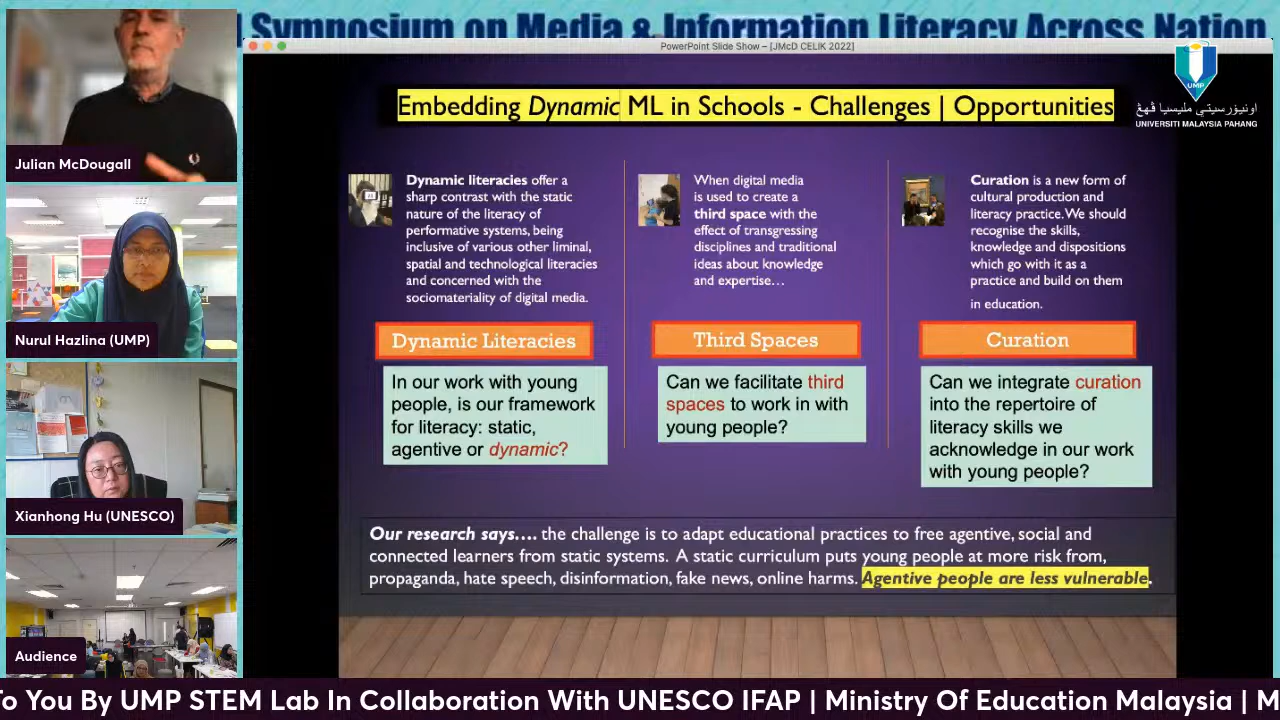 Symposium on Media & Information Literacy Across Nation
PowerPoint Slide Show – [JMcD CELIK 2022]
UMP
اونيۏرسيتي مليسيا ڤهڠ
UNIVERSITI MALAYSIA PAHANG
Embedding Dynamic ML in Schools - Challenges | Opportunities
Dynamic literacies offer a
sharp contrast with the static
nature of the literacy of
performative systems, being
inclusive of various other liminal,
spatial and technological literacies
and concerned with the
sociomateriality of digital media.
When digital media
is used to create a
third space with the
effect of transgressing
disciplines and traditional
ideas about knowledge
and expertise…
Curation is a new form of
cultural production and
literacy practice. We should
recognise the skills,
knowledge and dispositions
which go with it as a
practice and build on them
in education.
Dynamic Literacies
Third Spaces
Curation
In our work with young
people, is our framework
for literacy: static,
agentive or dynamic?
Can we facilitate third
spaces to work in with
young people?
Can we integrate curation
into the repertoire of
literacy skills we
acknowledge in our work
with young people?
Our research says…. the challenge is to adapt educational practices to free agentive, social and
connected learners from static systems. A static curriculum puts young people at more risk from,
propaganda, hate speech, disinformation, fake news, online harms. Agentive people are less vulnerable.
Julian McDougall
Nurul Hazlina (UMP)
Xianhong Hu (UNESCO)
Audience
To You By UMP STEM Lab In Collaboration With UNESCO IFAP | Ministry Of Education Malaysia | M